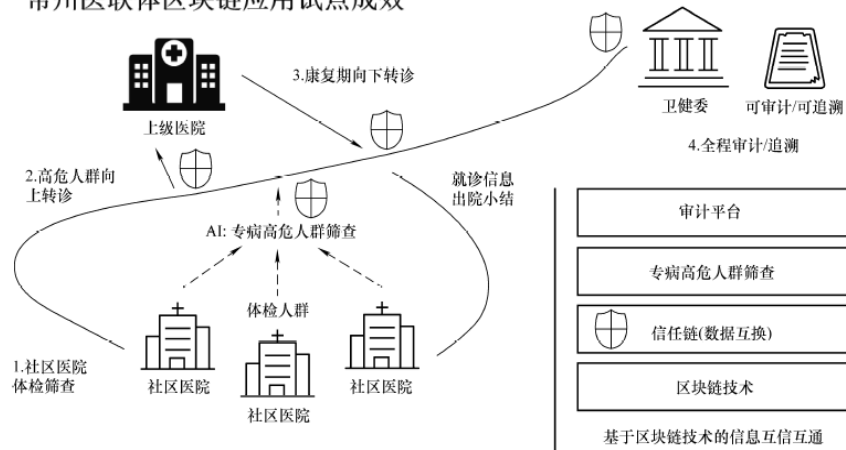 常州医联体区块链应用试点成效
3.康复期向下转诊
上级医院
卫健委
可审计/可追溯
4.全程审计/追溯
2.高危人群向
上转诊
就诊信息
出院小结
AI: 专病高危人群筛查
体检人群
1.社区医院
体检筛查
社区医院
社区医院
社区医院
审计平台
专病高危人群筛查
信任链(数据互换)
区块链技术
基于区块链技术的信息互信互通